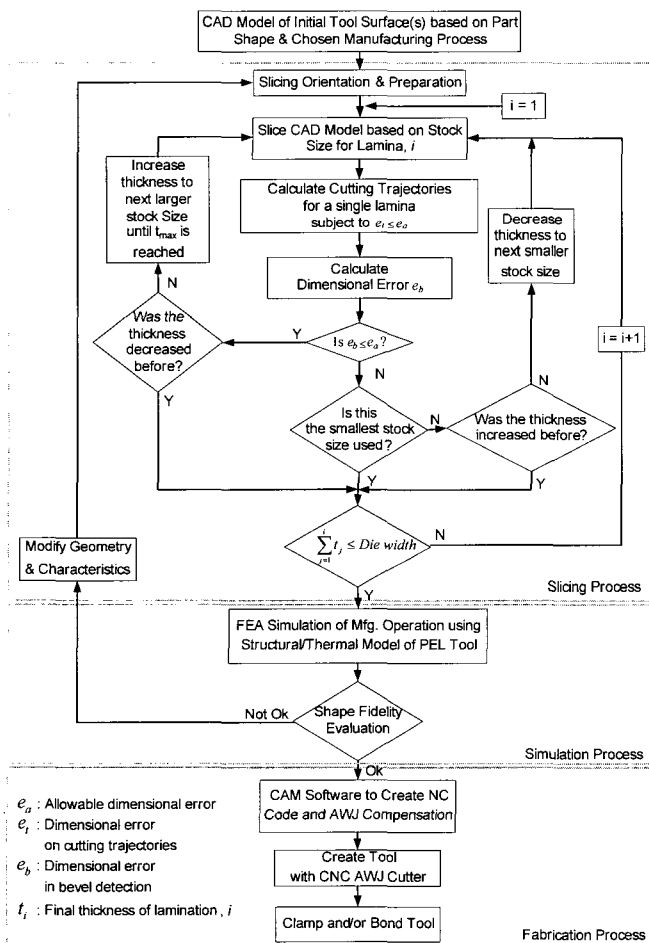 CAD Model of Initial Tool Surface(s) based on Part
Shape & Chosen Manufacturing Process
Slicing Orientation & Preparation
i = 1
Slice CAD Model based on Stock
Size for Lamina, i
Increase
thickness to
next larger
stock Size
until tmax is
reached
Calculate Cutting Trajectories
for a single lamina
subject to et ≤ ea
Decrease
thickness to
next smaller
stock size
Calculate
Dimensional Error eb
N
Was the
thickness
decreased
before?
Y
Is eb ≤ ea?
i = i+1
Y
N
N
Is this
the smallest stock
size used?
N
Was the thickness
increased before?
Y
Y
Modify Geometry
& Characteristics
∑ i j=1 tj ≤ Die width
N
Y
Slicing Process
FEA Simulation of Mfg. Operation using
Structural/Thermal Model of PEL Tool
Not Ok
Shape Fidelity
Evaluation
Simulation Process
Ok
CAM Software to Create NC
Code and AWJ Compensation
Create Tool
with CNC AWJ Cutter
Clamp and/or Bond Tool
ea : Allowable dimensional error
et : Dimensional error
on cutting trajectories
eb : Dimensional error
in bevel detection
ti : Final thickness of lamination, i
Fabrication Process